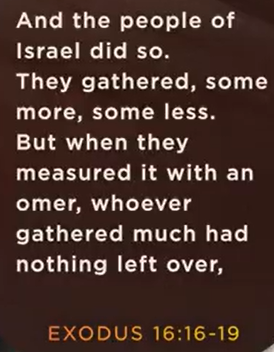 And the people of
Israel did so.
They gathered, some
more, some less.
But when they
measured it with an
omer, whoever
gathered much had
nothing left over,
EXODUS 16:16-19